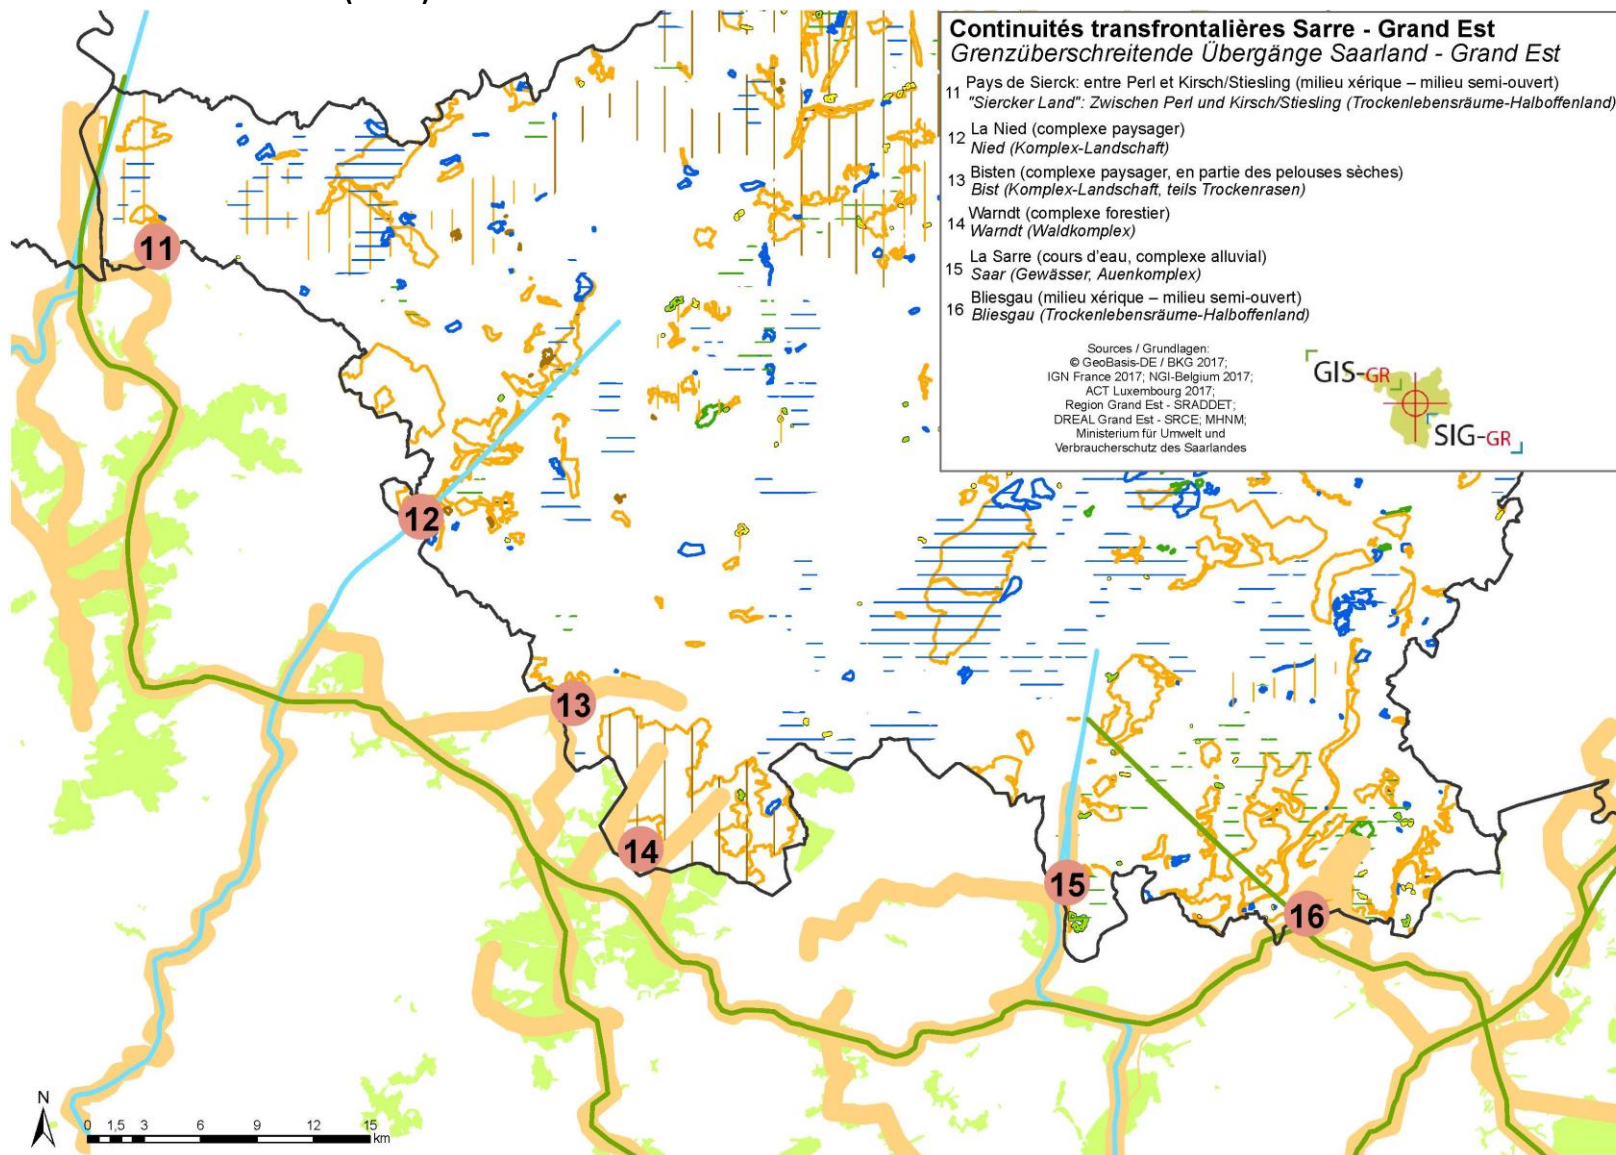 Continuités transfrontalières Sarre - Grand Est
Grenzüberschreitende Übergänge Saarland - Grand Est
11 Pays de Sierck: entre Perl et Kirsch/Stiesling (milieu xérique – milieu semi-ouvert)
"Siercker Land": Zwischen Perl und Kirsch/Stiesling (Trockenlebensräume-Halboffenland)
12 La Nied (complexe paysager)
Nied (Komplex-Landschaft)
13 Bisten (complexe paysager, en partie des pelouses sèches)
Bist (Komplex-Landschaft, teils Trockenrasen)
14 Warndt (complexe forestier)
Warndt (Waldkomplex)
15 La Sarre (cours d'eau, complexe alluvial)
Saar (Gewässer, Auenkomplex)
16 Bliesgau (milieu xérique – milieu semi-ouvert)
Bliesgau (Trockenlebensräume-Halboffenland)
Sources / Grundlagen:
© GeoBasis-DE / BKG 2017;
IGN France 2017; NGI-Belgium 2017;
ACT Luxembourg 2017;
Region Grand Est - SRADDET;
DREAL Grand Est - SRCE; MHNM;
Ministerium für Umwelt und
Verbraucherschutz des Saarlandes
GIS-GR
SIG-GR
11
12
13
14
15
16
N
0 1,5 3 6 9 12 15
km